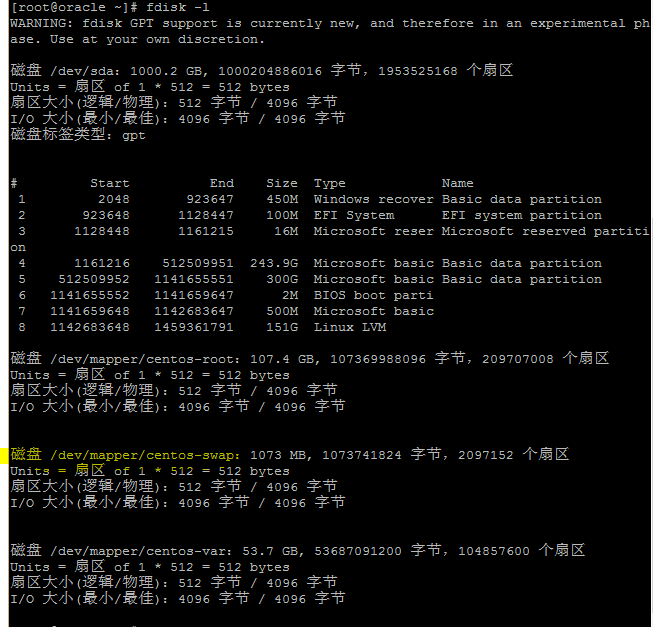 [root@oracle ~]# fdisk -l
WARNING: fdisk GPT support is currently new, and therefore in an experimental ph
ase. Use at your own discretion.
磁盘 /dev/sda：1000.2 GB, 1000204886016 字节，1953525168 个扇区
Units = 扇区 of 1 * 512 = 512 bytes
扇区大小(逻辑/物理)：512 字节 / 4096 字节
I/O 大小(最小/最佳)：4096 字节 / 4096 字节
磁盘标签类型：gpt
# Start End Size Type Name
1 2048 923647 450M Windows recover Basic data partition
2 923648 1128447 100M EFI System EFI system partition
3 1128448 1161215 16M Microsoft reser Microsoft reserved partiti
on
4 1161216 512509951 243.9G Microsoft basic Basic data partition
5 512509952 1141655551 300G Microsoft basic Basic data partition
6 1141655552 1141659647 2M BIOS boot parti
7 1141659648 1142683647 500M Microsoft basic
8 1142683648 1459361791 151G Linux LVM
磁盘 /dev/mapper/centos-root：107.4 GB, 107369988096 字节，209707008 个扇区
Units = 扇区 of 1 * 512 = 512 bytes
扇区大小(逻辑/物理)：512 字节 / 4096 字节
I/O 大小(最小/最佳)：4096 字节 / 4096 字节
磁盘 /dev/mapper/centos-swap：1073 MB, 1073741824 字节，2097152 个扇区
Units = 扇区 of 1 * 512 = 512 bytes
扇区大小(逻辑/物理)：512 字节 / 4096 字节
I/O 大小(最小/最佳)：4096 字节 / 4096 字节
磁盘 /dev/mapper/centos-var：53.7 GB, 53687091200 字节，104857600 个扇区
Units = 扇区 of 1 * 512 = 512 bytes
扇区大小(逻辑/物理)：512 字节 / 4096 字节
I/O 大小(最小/最佳)：4096 字节 / 4096 字节